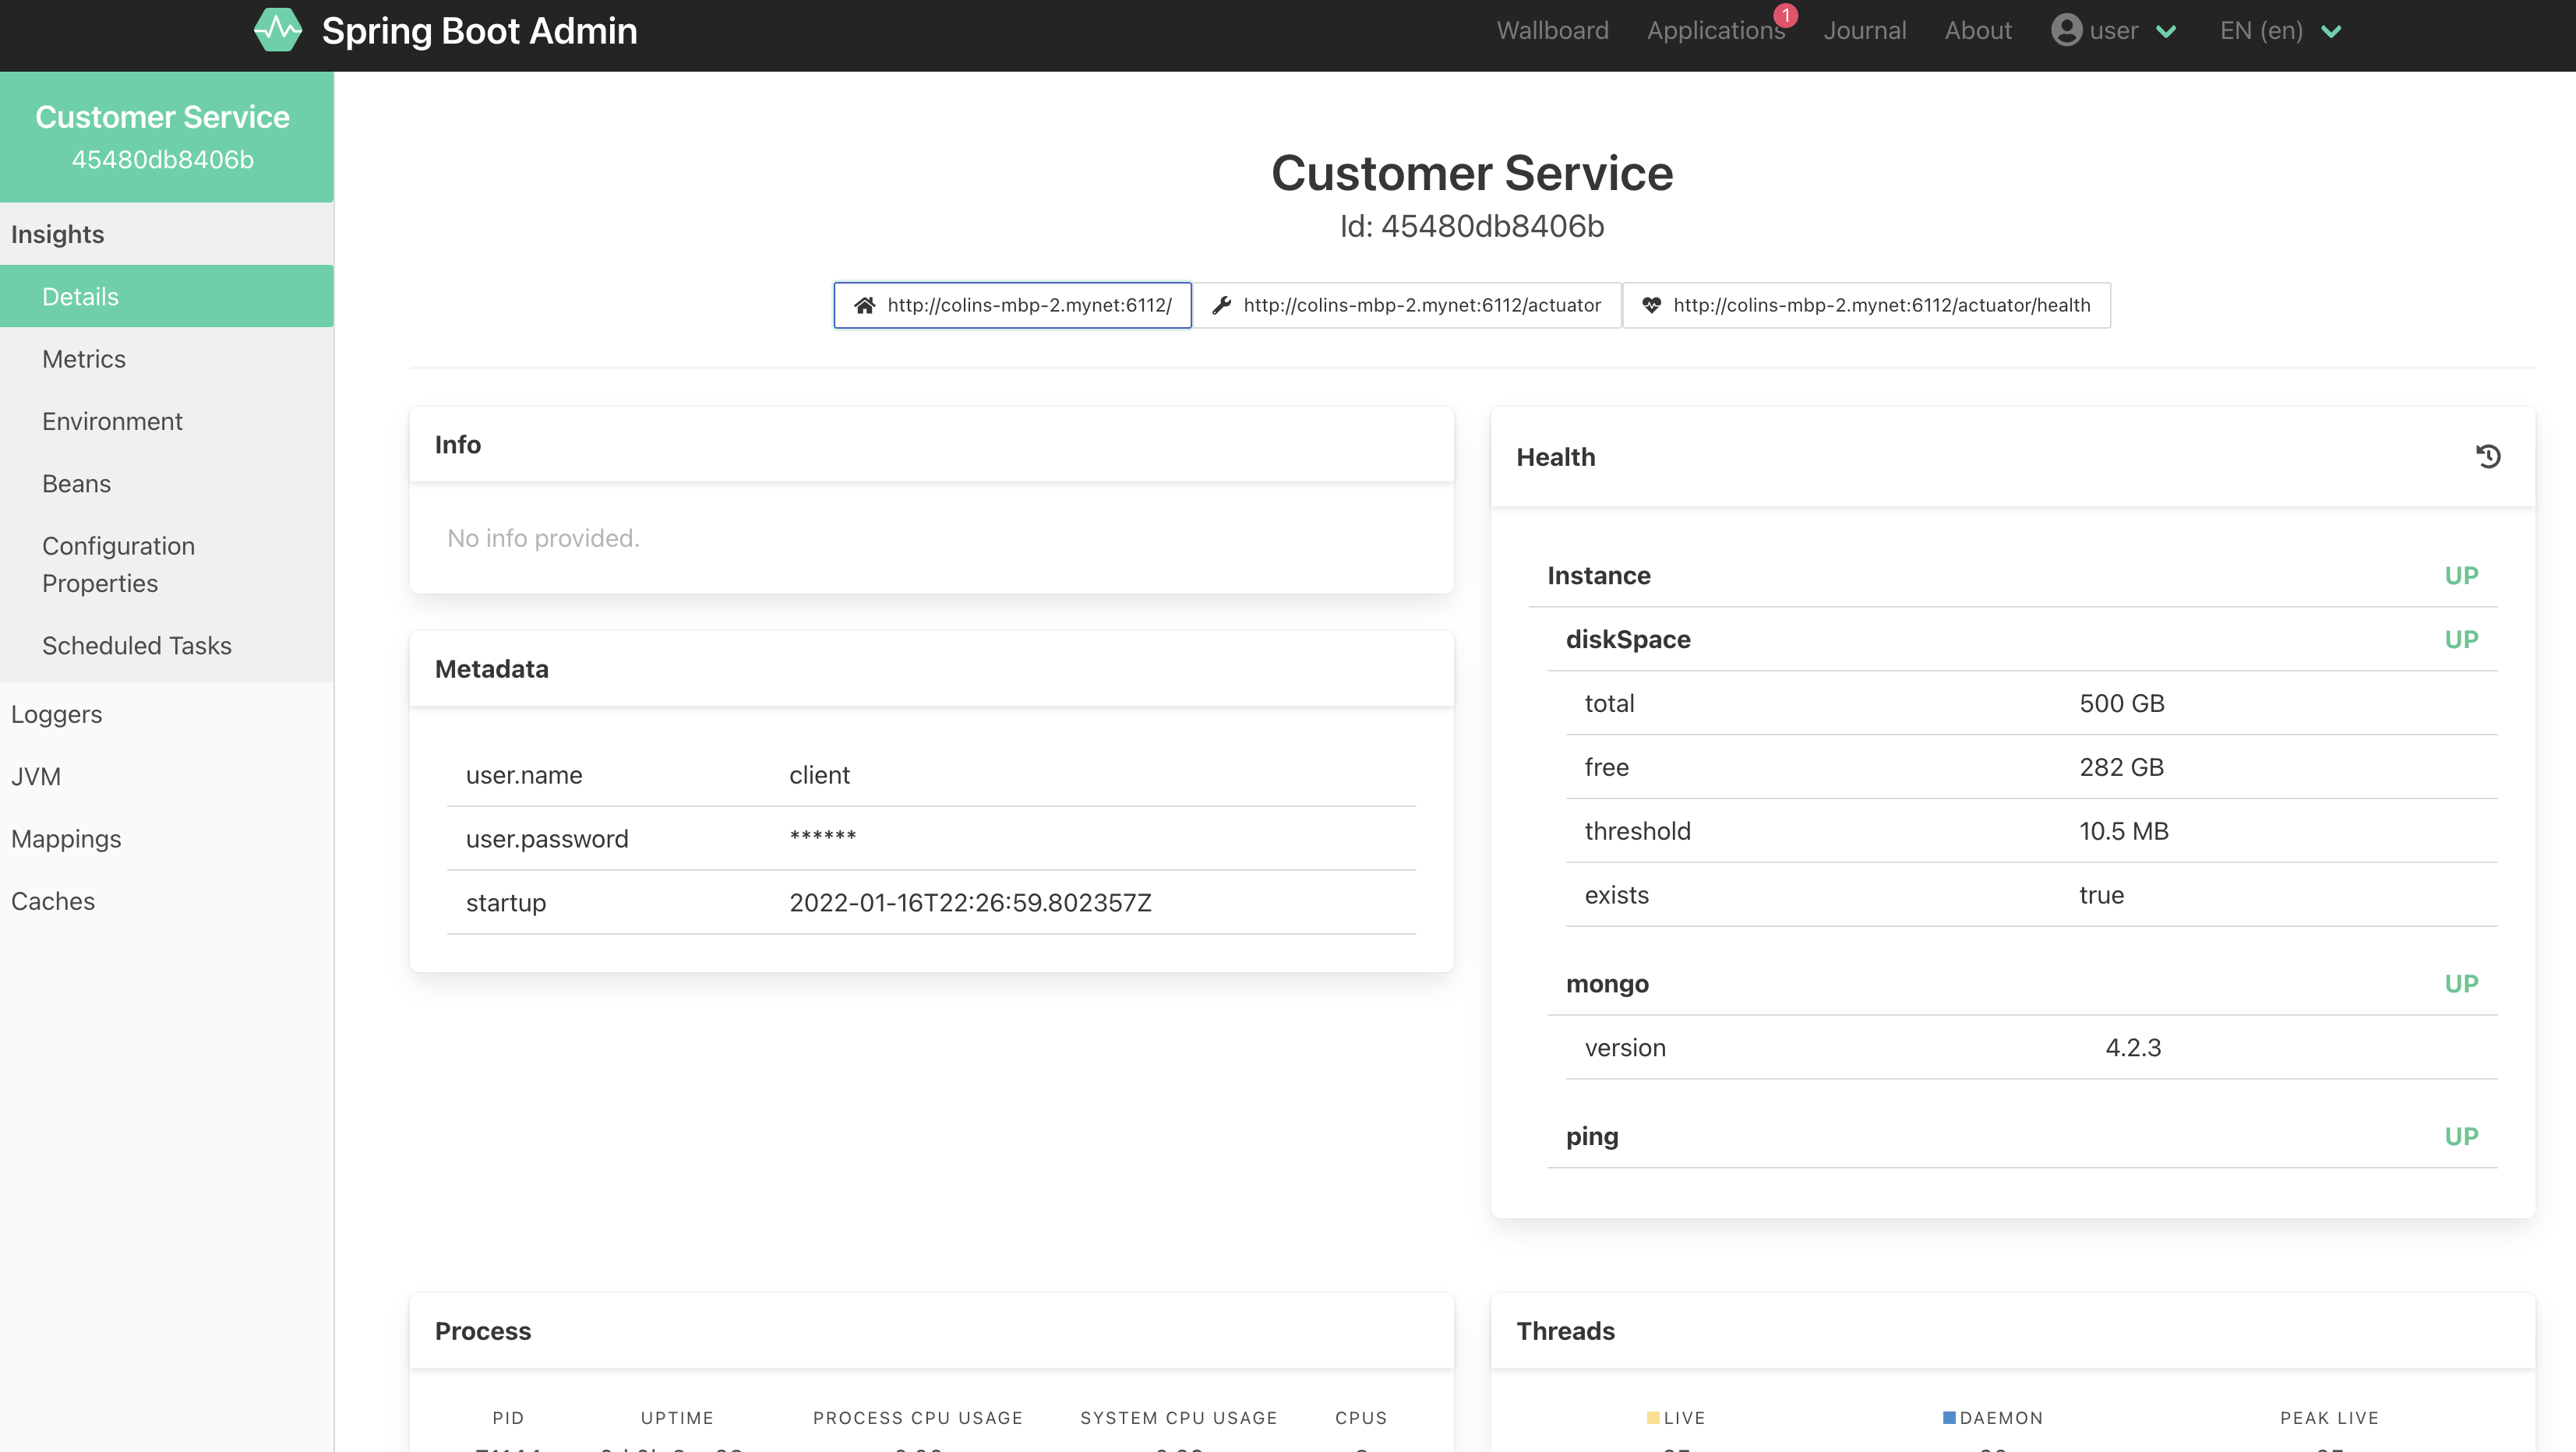 Spring Boot Admin
Wallboard Applications 1 Journal About user EN (en)
Customer Service
45480db8406b
Insights
Details
Metrics
Environment
Beans
Configuration
Properties
Scheduled Tasks
Loggers
JVM
Mappings
Caches
Customer Service
Id: 45480db8406b
http://colins-mbp-2.mynet:6112/ http://colins-mbp-2.mynet:6112/actuator http://colins-mbp-2.mynet:6112/actuator/health
Info
No info provided.
Metadata
user.name client
user.password ******
startup 2022-01-16T22:26:59.802357Z
Health
Instance UP
diskSpace UP
total 500 GB
free 282 GB
threshold 10.5 MB
exists true
mongo UP
version 4.2.3
ping UP
Process
PID UPTIME PROCESS CPU USAGE SYSTEM CPU USAGE CPUS
Threads
LIVE DAEMON PEAK LIVE